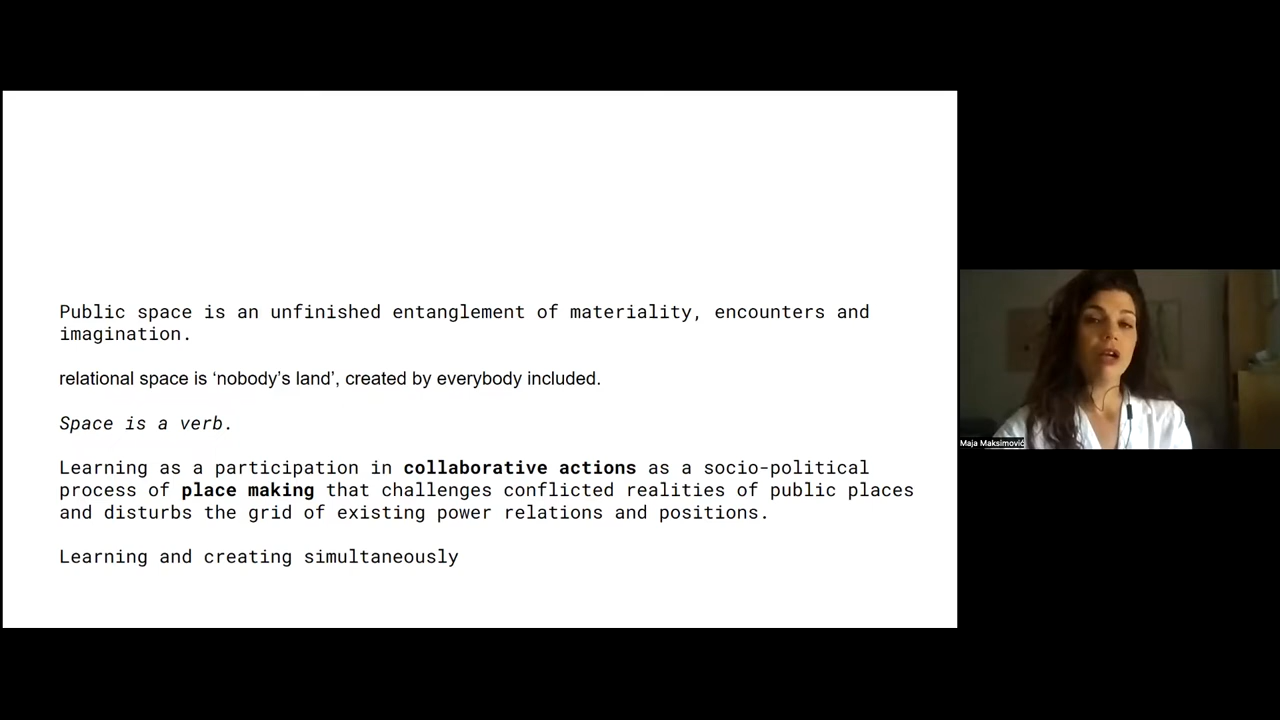 Public space is an unfinished entanglement of materiality, encounters and
imagination.
relational space is ‘nobody’s land’, created by everybody included.
Space is a verb.
Learning as a participation in collaborative actions as a socio-political
process of place making that challenges conflicted realities of public places
and disturbs the grid of existing power relations and positions.
Learning and creating simultaneously
Maja Maksimović